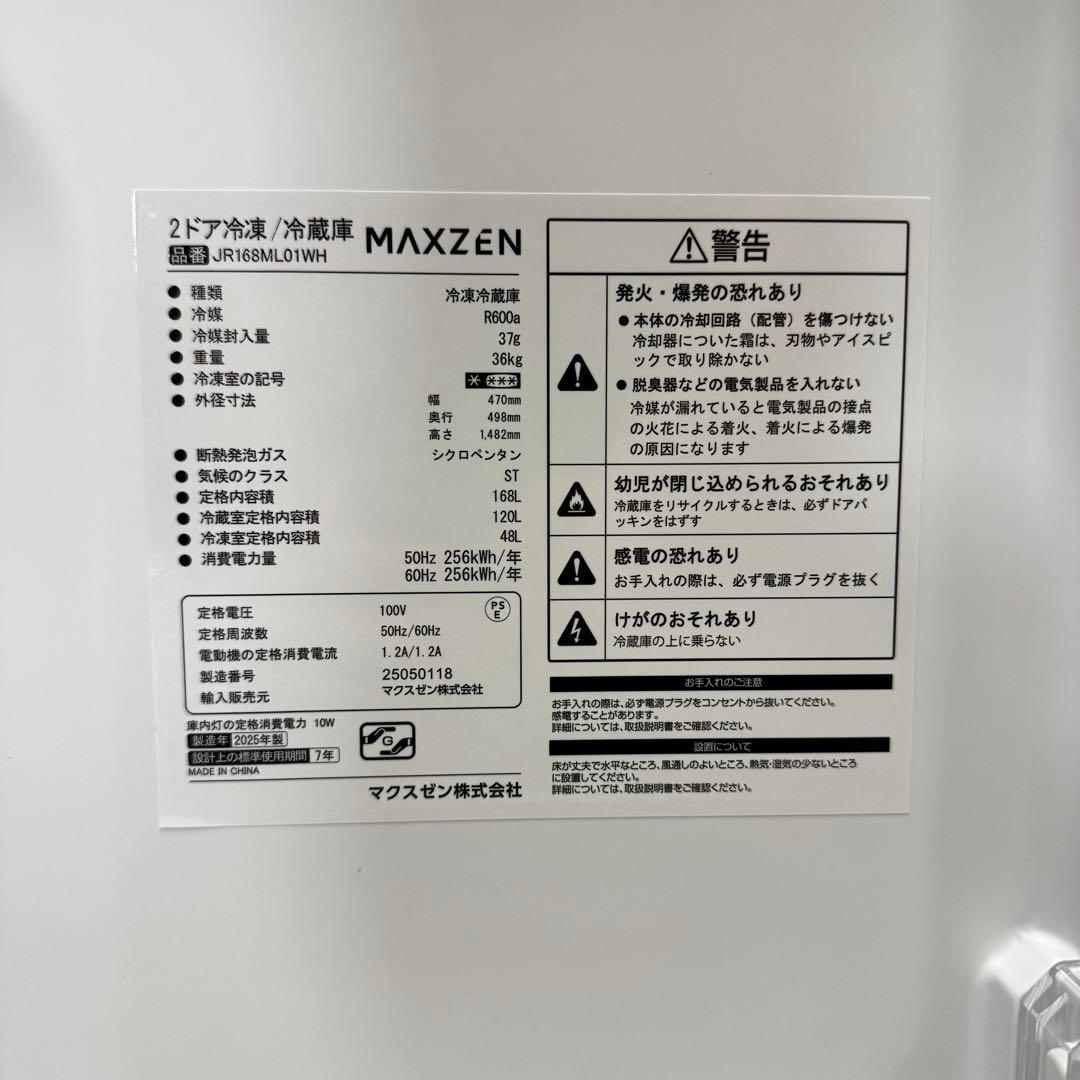 2ドア冷凍/冷蔵庫 MAXZEN
品番 JR168ML01WH
● 種類 冷凍冷蔵庫
● 冷媒 R600a
● 冷媒封入量 37g
● 重量 36kg
● 冷凍室の記号 * ***
● 外径寸法 幅 470mm
奥行 498mm
高さ 1,482mm
● 断熱発泡ガス シクロペンタン
● 気候のクラス ST
● 定格内容積 168L
● 冷蔵室定格内容積 120L
● 冷凍室定格内容積 48L
● 消費電力量 50Hz 256kWh/年
60Hz 256kWh/年
定格電圧 100V PSE
定格周波数 50Hz/60Hz
電動機の定格消費電流 1.2A/1.2A
製造番号 25050118
輸入販売元 マクスゼン株式会社
庫内灯の定格消費電力 10W
製造年 2025年製
設計上の標準使用期間 7年
G
MADE IN CHINA
マクスゼン株式会社
警告
発火・爆発の恐れあり
● 本体の冷却回路（配管）を傷つけない
冷却器についた霜は、刃物やアイスピ
ックで取り除かない
● 脱臭器などの電気製品を入れない
冷媒が漏れていると電気製品の接点
の火花による着火、着火による爆発
の原因になります
幼児が閉じ込められるおそれあり
冷蔵庫をリサイクルするときは、必ずドアパ
ッキンをはずす
感電の恐れあり
お手入れの際は、必ず電源プラグを抜く
けがのおそれあり
冷蔵庫の上に乗らない
お手入れのご注意
お手入れの際は、必ず電源プラグをコンセントから抜いてください。
感電することがあります。
詳細については、取扱説明書をご確認ください。
設置について
床が丈夫で水平なところ、風通しのよいところ、熱気・湿気の少ないところ
に設置してください。
詳細については、取扱説明書をご確認ください。